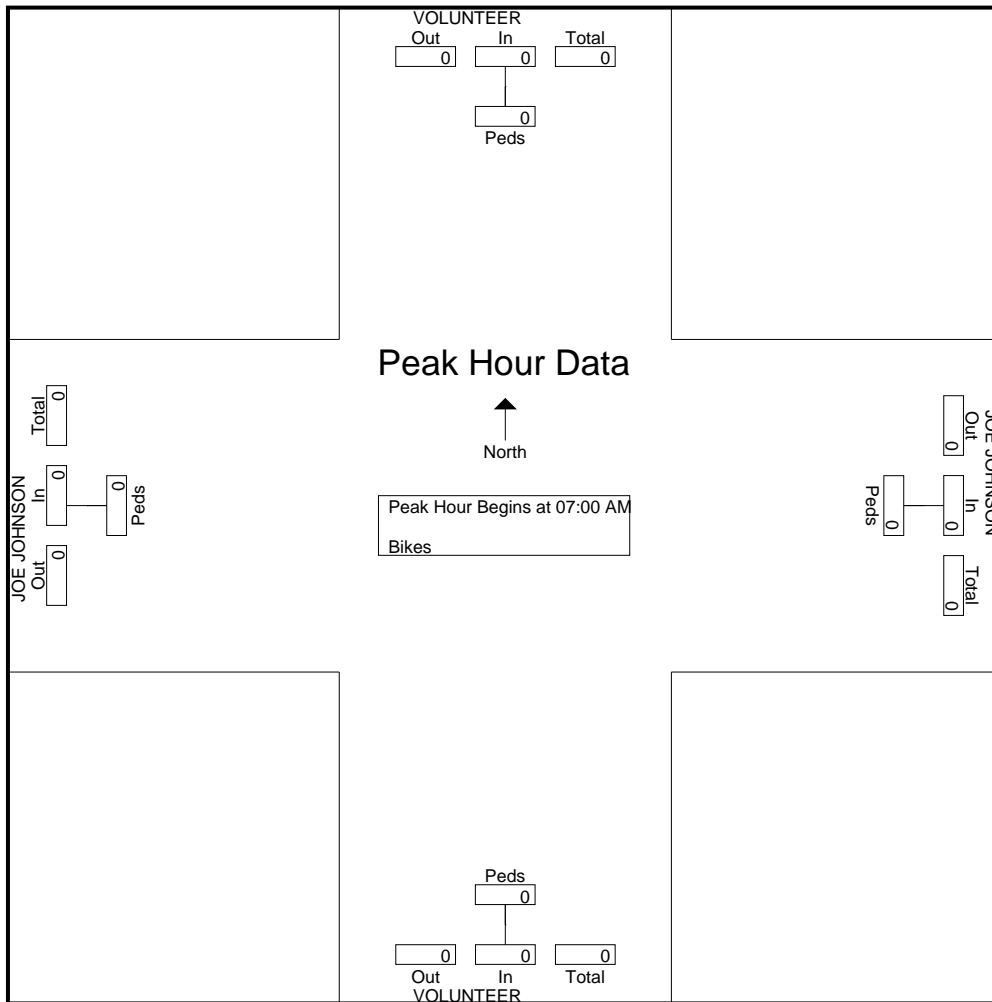 VOLUNTEER
Out In Total
0 0 0
0
Peds
Peak Hour Data
North
Peak Hour Begins at 07:00 AM
Bikes
JOE JOHNSON
Out In Total
0 0 0
0
Peds
JOE JOHNSON
Out In Total
0 0 0
0
Peds
Peds
0
0 0 0
Out In Total
VOLUNTEER